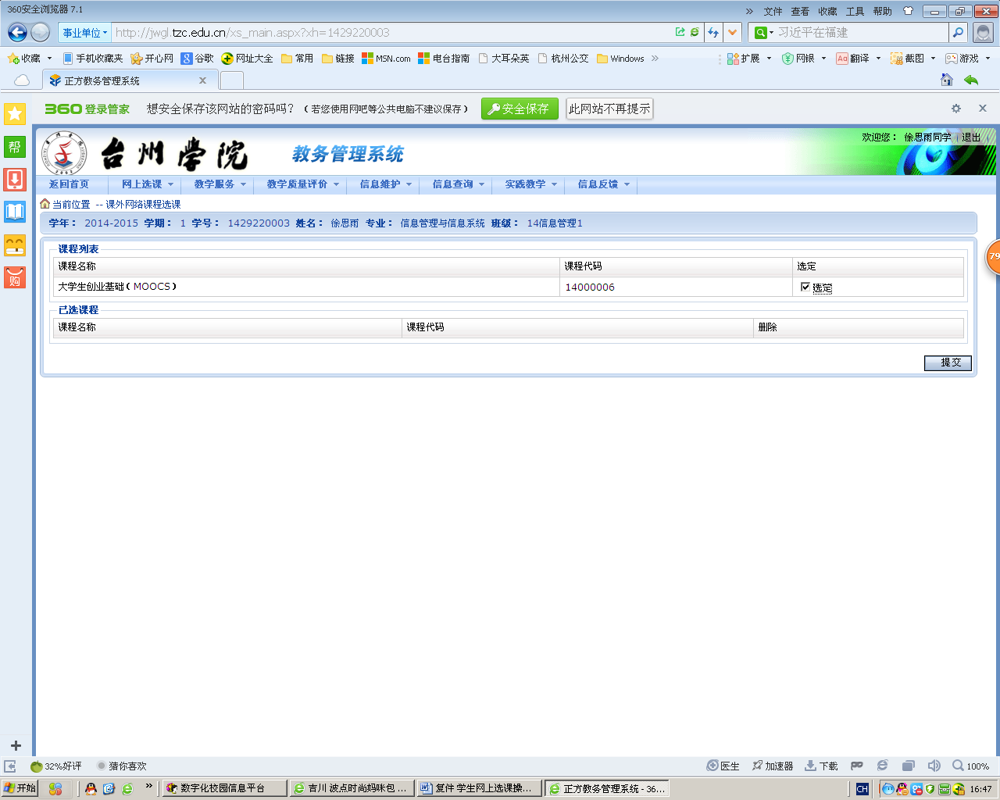 360安全浏览器 7.1
» 文件 查看 收藏 工具 帮助
事业单位 http://jwgl.tzc.edu.cn/xs_main.aspx?xh=1429220003 习近平在福建
收藏 手机收藏夹 开心网 谷歌 网址大全 常用 链接 MSN.com 电台指南 大耳朵英 杭州公交 Windows » 扩展 网银 Aa 翻译 截图 游戏
正方教务管理系统 x
360 登录管家 想安全保存该网站的密码吗？（若您使用网吧等公共电脑不建议保存） 安全保存 此网站不再提示
帮
购
台州学院 教务管理系统
欢迎您： 徐思雨同学 退出
返回首页 网上选课 教学服务 教学质量评价 信息维护 信息查询 实践教学 信息反馈
当前位置 -- 课外网络课程选课
学年： 2014-2015 学期： 1 学号： 1429220003 姓名： 徐思雨 专业： 信息管理与信息系统 班级： 14信息管理1
79
课程列表
课程名称 课程代码 选定
大学生创业基础（MOOCS） 14000006 选定
已选课程
课程名称 课程代码 删除
提交
32%好评 猜你喜欢 医生 加速器 下载 100%
开始 » 数字化校园信息平台 吉川 波点时尚妈咪包 ... 复件 学生网上选课操... 正方教务管理系统 - 36... CH 16:47